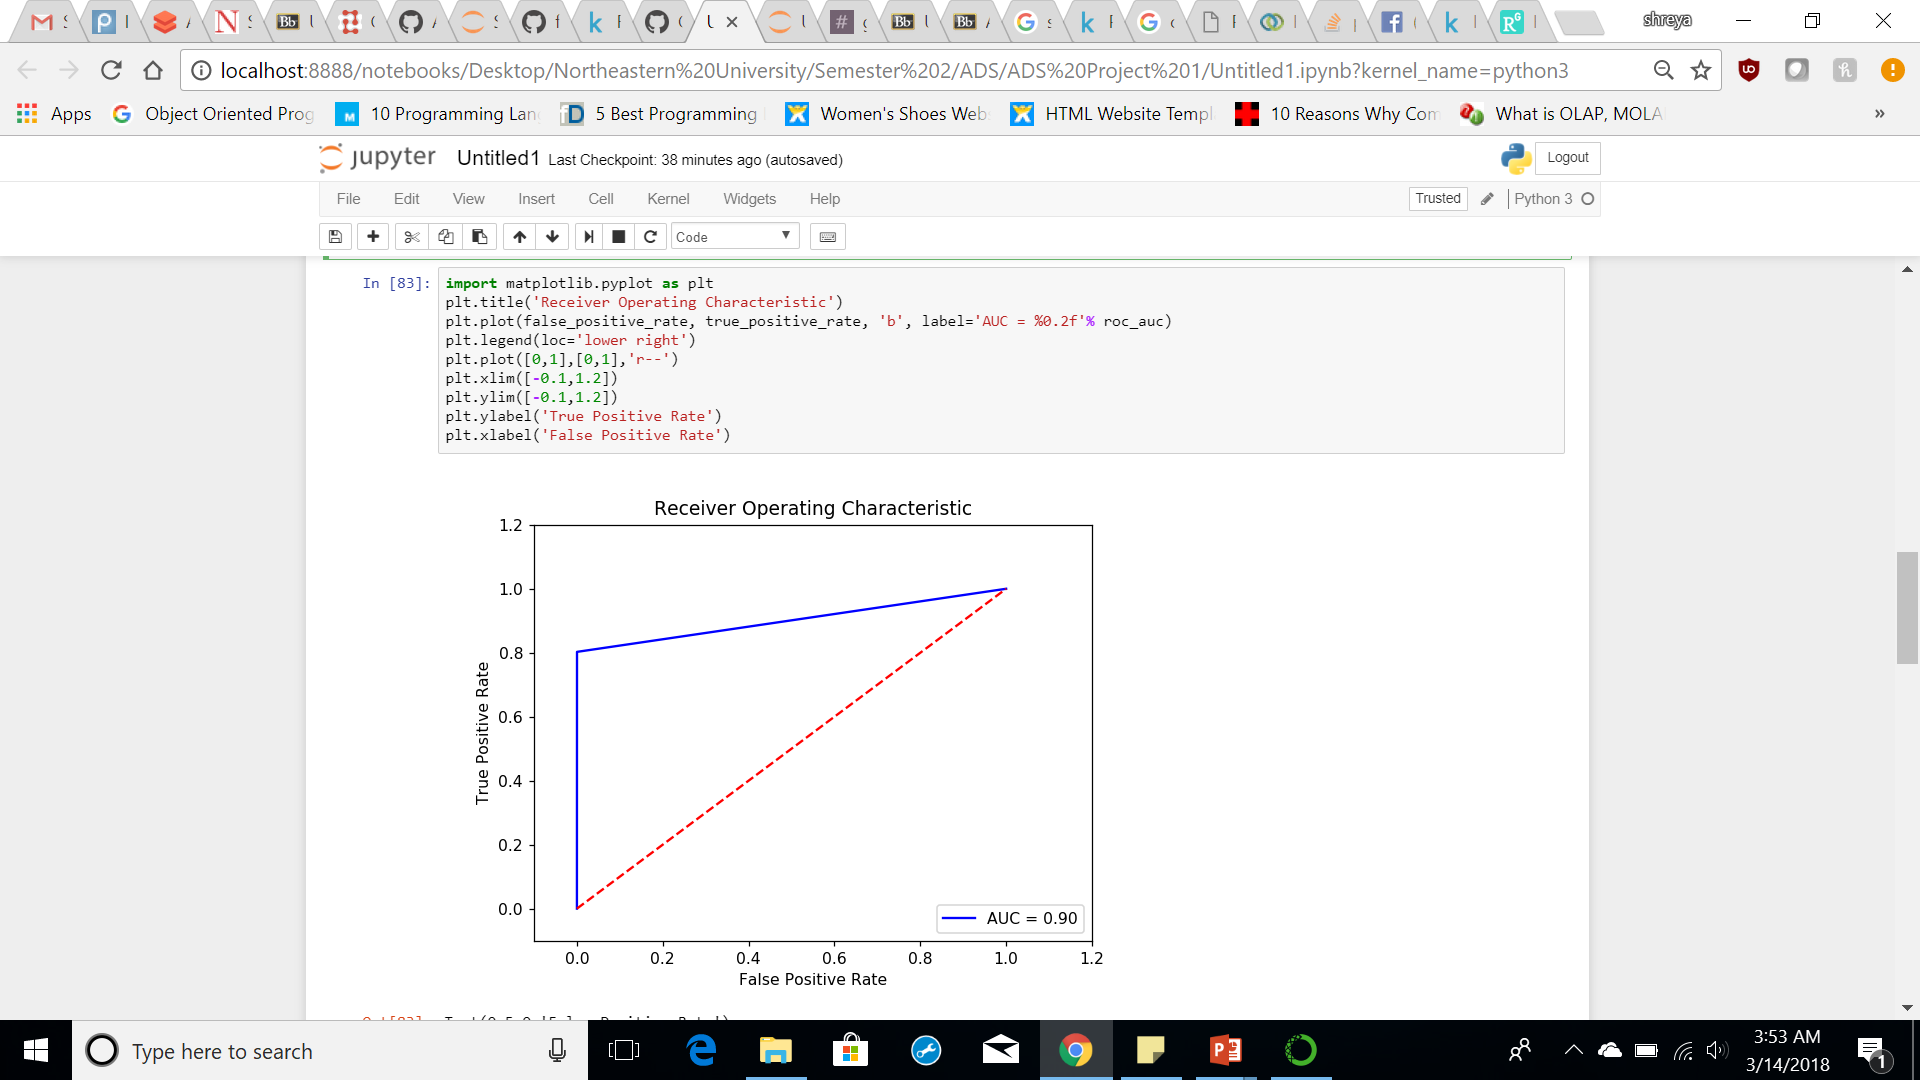 shreya
localhost:8888/notebooks/Desktop/Northeastern%20University/Semester%202/ADS/ADS%20Project%201/Untitled1.ipynb?kernel_name=python3
Apps Object Oriented Prog 10 Programming Lan 5 Best Programming Women's Shoes Web HTML Website Templ 10 Reasons Why Com What is OLAP, MOLA »
jupyter Untitled1 Last Checkpoint: 38 minutes ago (autosaved) Logout
File Edit View Insert Cell Kernel Widgets Help Trusted Python 3
Code
In [83]: import matplotlib.pyplot as plt
plt.title('Receiver Operating Characteristic')
plt.plot(false_positive_rate, true_positive_rate, 'b', label='AUC = %0.2f'% roc_auc)
plt.legend(loc='lower right')
plt.plot([0,1],[0,1],'r--')
plt.xlim([-0.1,1.2])
plt.ylim([-0.1,1.2])
plt.ylabel('True Positive Rate')
plt.xlabel('False Positive Rate')
Receiver Operating Characteristic
1.2
1.0
0.8
0.6
0.4
0.2
0.0
True Positive Rate
AUC = 0.90
0.0 0.2 0.4 0.6 0.8 1.0 1.2
False Positive Rate
Type here to search
3:53 AM
3/14/2018
1